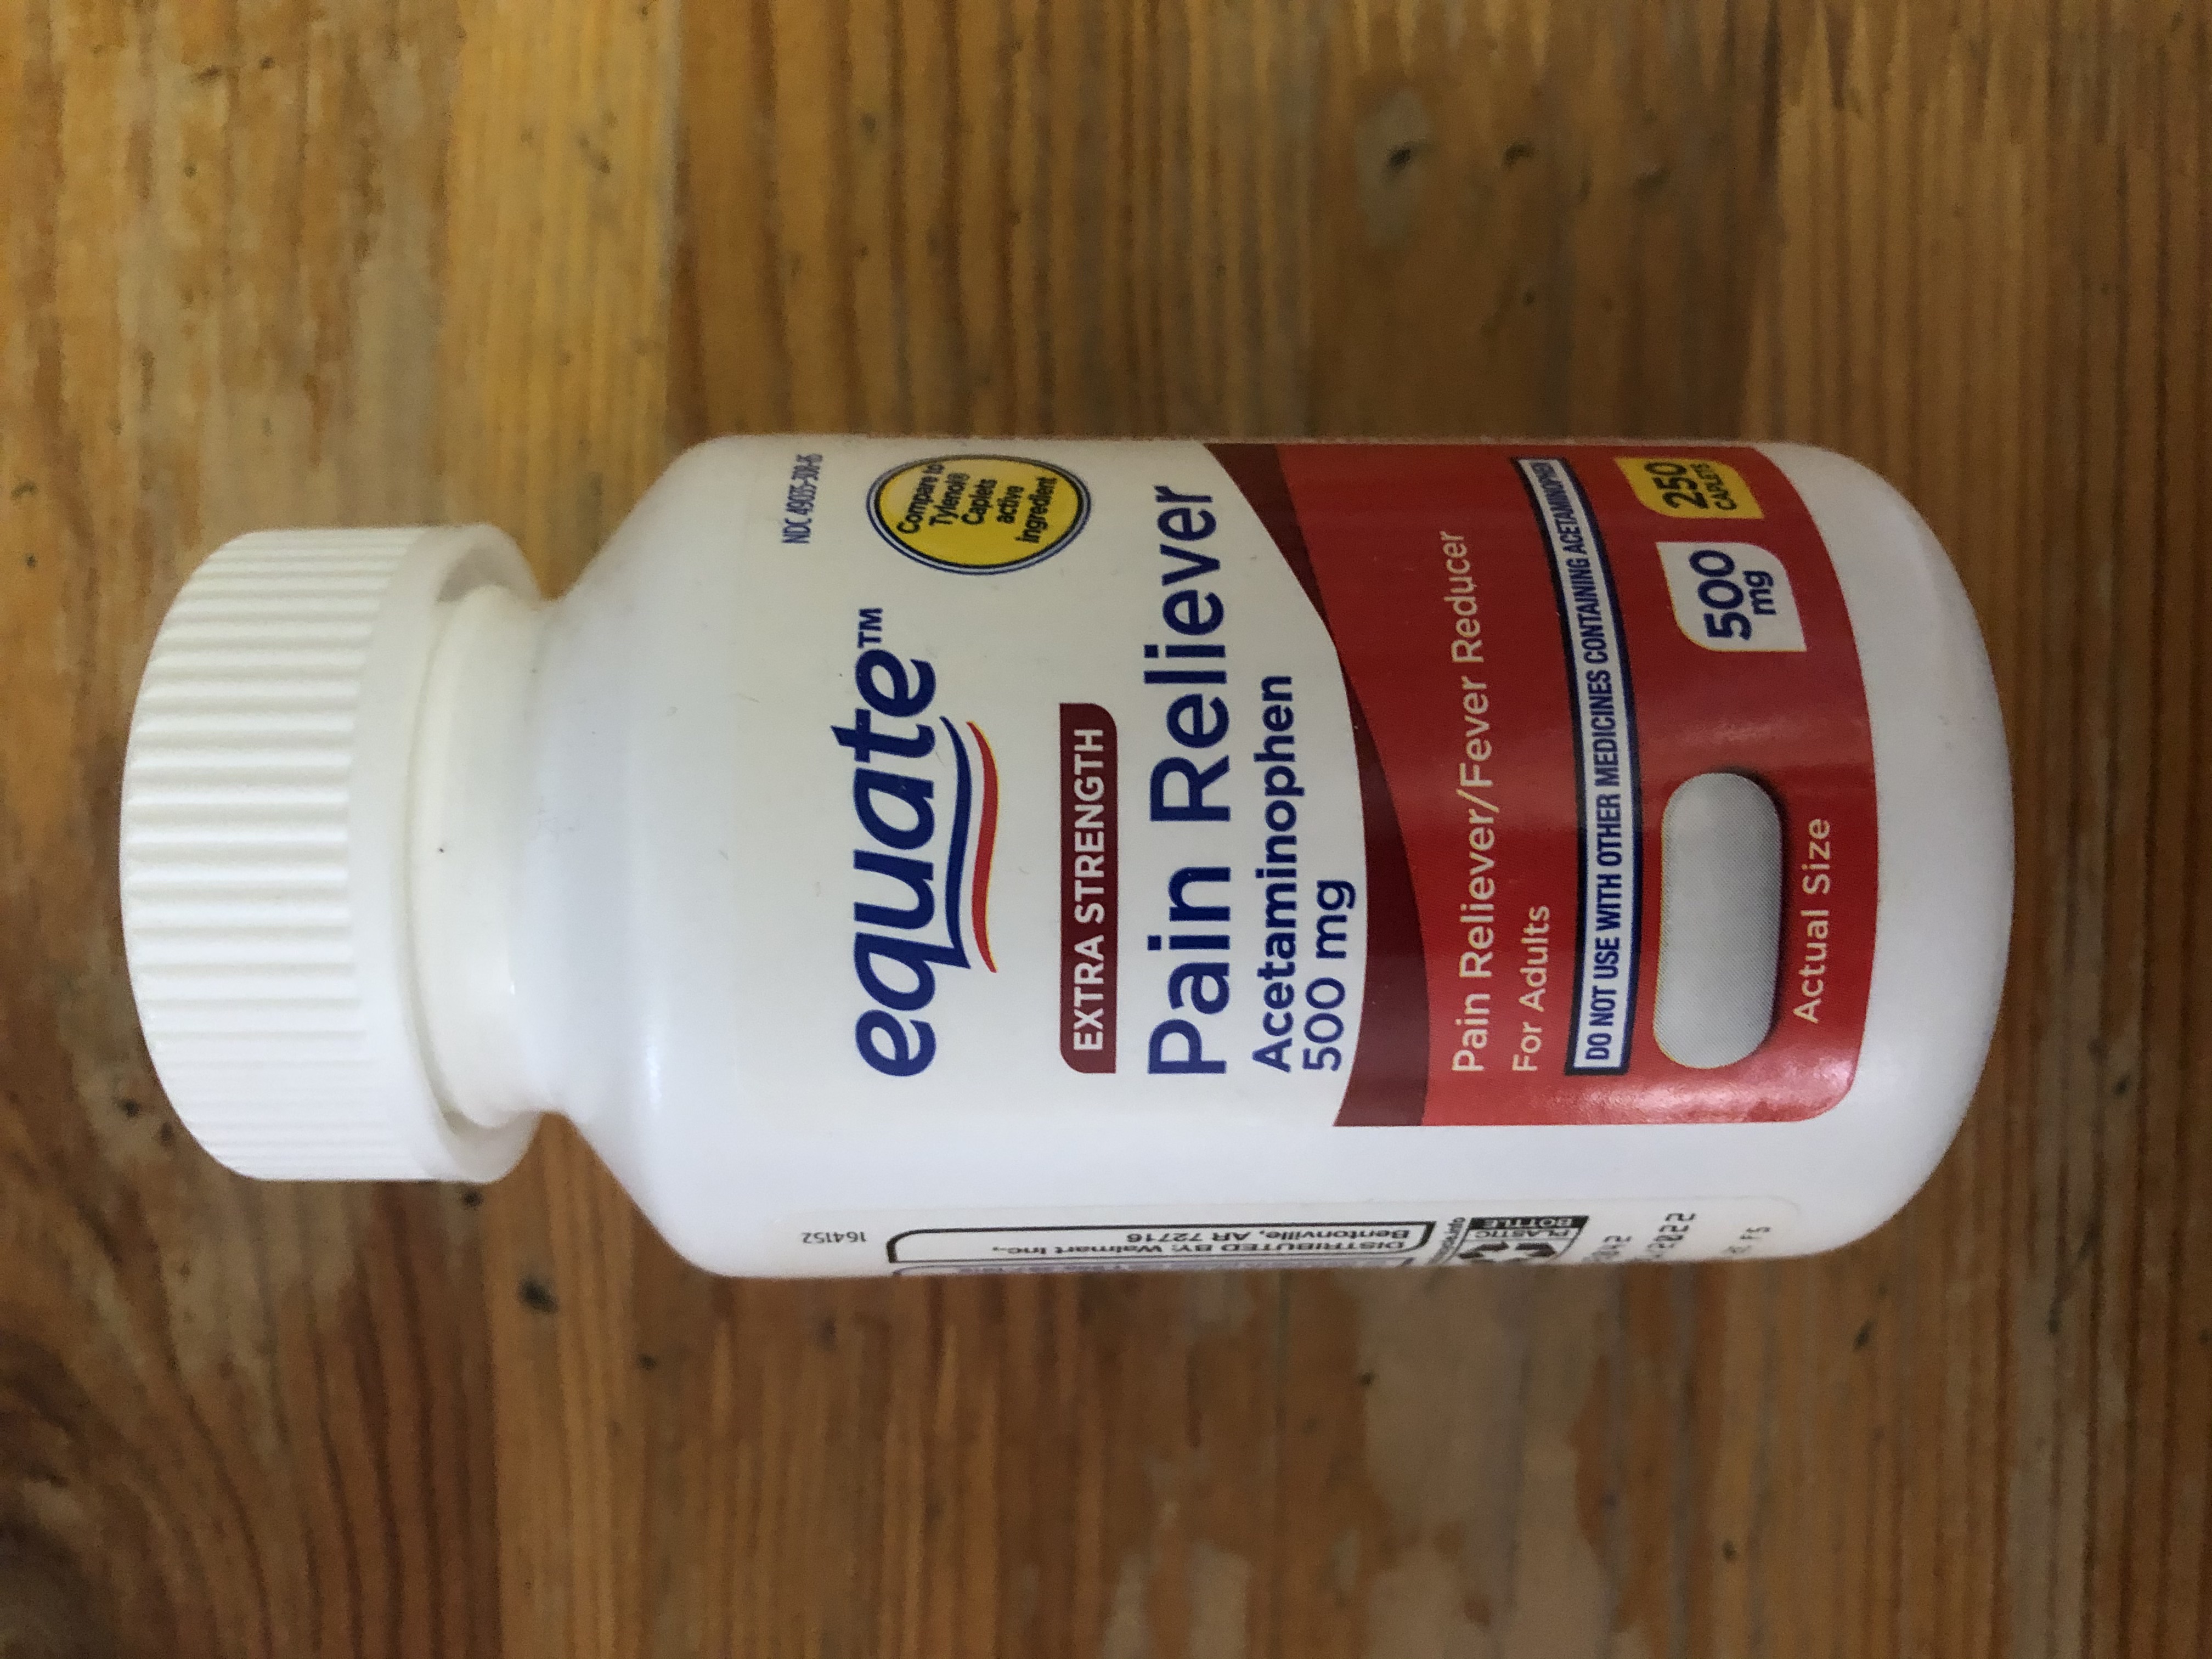 NDC 49035-308-
equate™
Compare to
Tylenol®
Caplets
active
ingredient
EXTRA STRENGTH
Pain Reliever
Acetaminophen
500 mg
Pain Reliever/Fever Reducer
For Adults
DO NOT USE WITH OTHER MEDICINES CONTAINING ACETAMINOPHEN
500
mg
250
CAPLETS
Actual Size
164152
DISTRIBUTED BY: Walmart Inc.,
Bentonville, AR 72716
PLASTIC
BOTTLE
/2022
FS